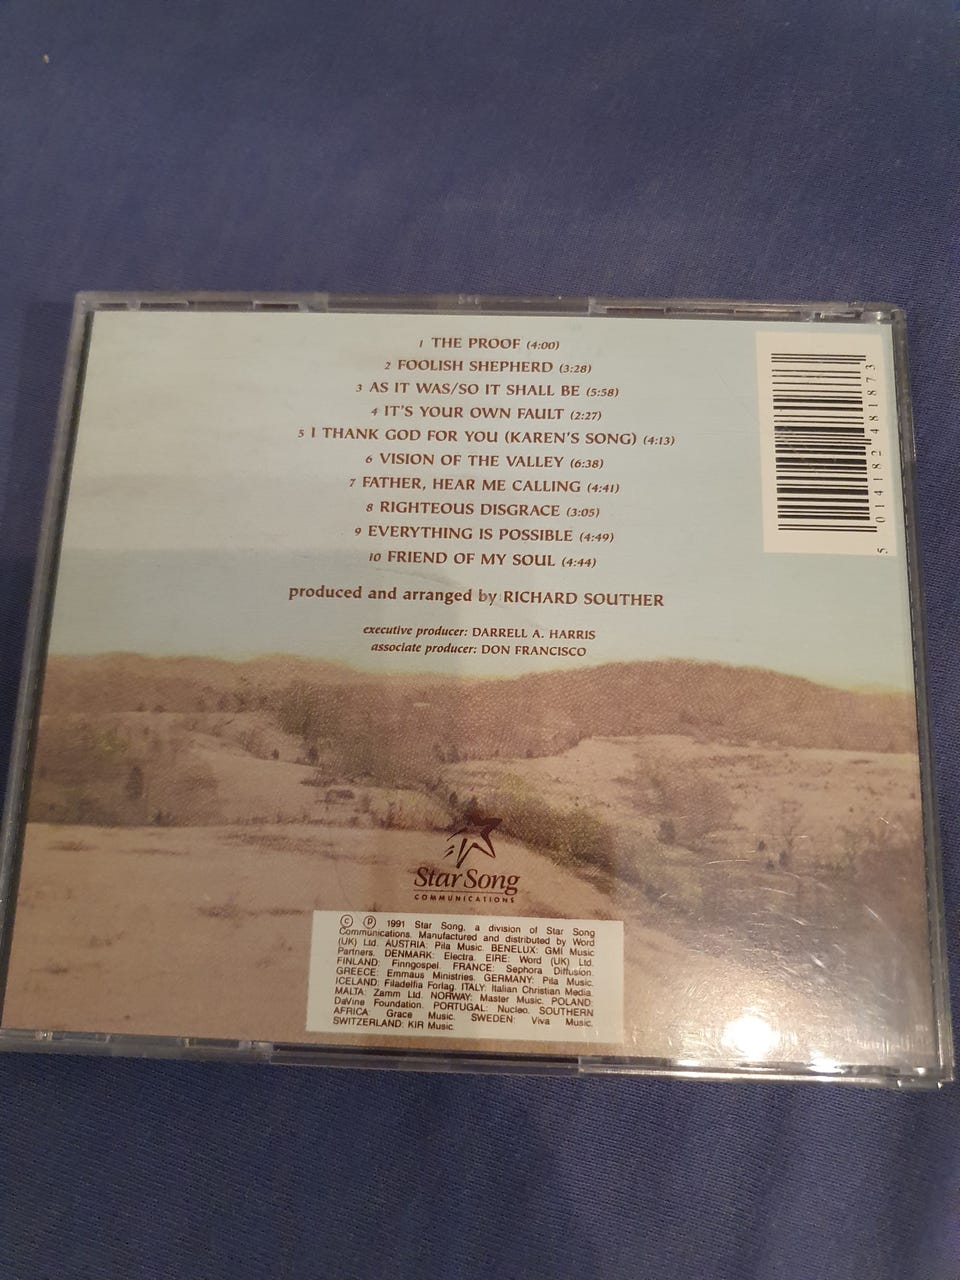 1 THE PROOF (4:00)
2 FOOLISH SHEPHERD (3:28)
3 AS IT WAS/SO IT SHALL BE (5:58)
4 IT'S YOUR OWN FAULT (2:27)
5 I THANK GOD FOR YOU (KAREN'S SONG) (4:13)
6 VISION OF THE VALLEY (6:38)
7 FATHER, HEAR ME CALLING (4:41)
8 RIGHTEOUS DISGRACE (3:05)
9 EVERYTHING IS POSSIBLE (4:49)
10 FRIEND OF MY SOUL (4:44)
produced and arranged by RICHARD SOUTHER
executive producer: DARRELL A. HARRIS
associate producer: DON FRANCISCO
5 014182 481873
Star Song
COMMUNICATIONS
© ℗ 1991 Star Song, a division of Star Song
Communications. Manufactured and distributed by Word
(UK) Ltd. AUSTRIA: Pila Music. BENELUX: GMI Music
Partners. DENMARK: Electra. EIRE: Word (UK) Ltd.
FINLAND: Finngospel. FRANCE: Sephora Diffusion.
GREECE: Emmaus Ministries. GERMANY: Pila Music.
ICELAND: Filadelfia Forlag. ITALY: Italian Christian Media.
MALTA: Zamm Ltd. NORWAY: Master Music. POLAND:
DaVine Foundation. PORTUGAL: Nucleo. SOUTHERN
AFRICA: Grace Music. SWEDEN: Viva Music.
SWITZERLAND: KIR Music.